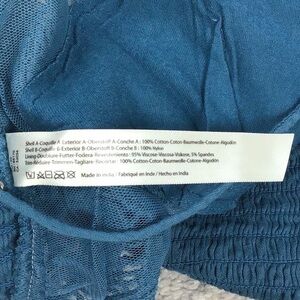 Shell A-Coquille A Exterior A-Oberstoff A-Conche A : 100% Cotton-Coton-Baumwolle-Cotone-Algodón
Shell B-Coquille B-Exterior B-Oberstoff B-Conche B : 100% Nylon
Lining-Doublure-Futter-Fodera-Revestimiento : 95% Viscose-Viscosa-Viskose, 5% Spandex
Trim-Réduire-Trimmen-Tagliare-Recortar: 100% Cotton-Coton-Baumwolle-Cotone-Algodón
Made in India / Fabriqué en Inde / Hecho en India